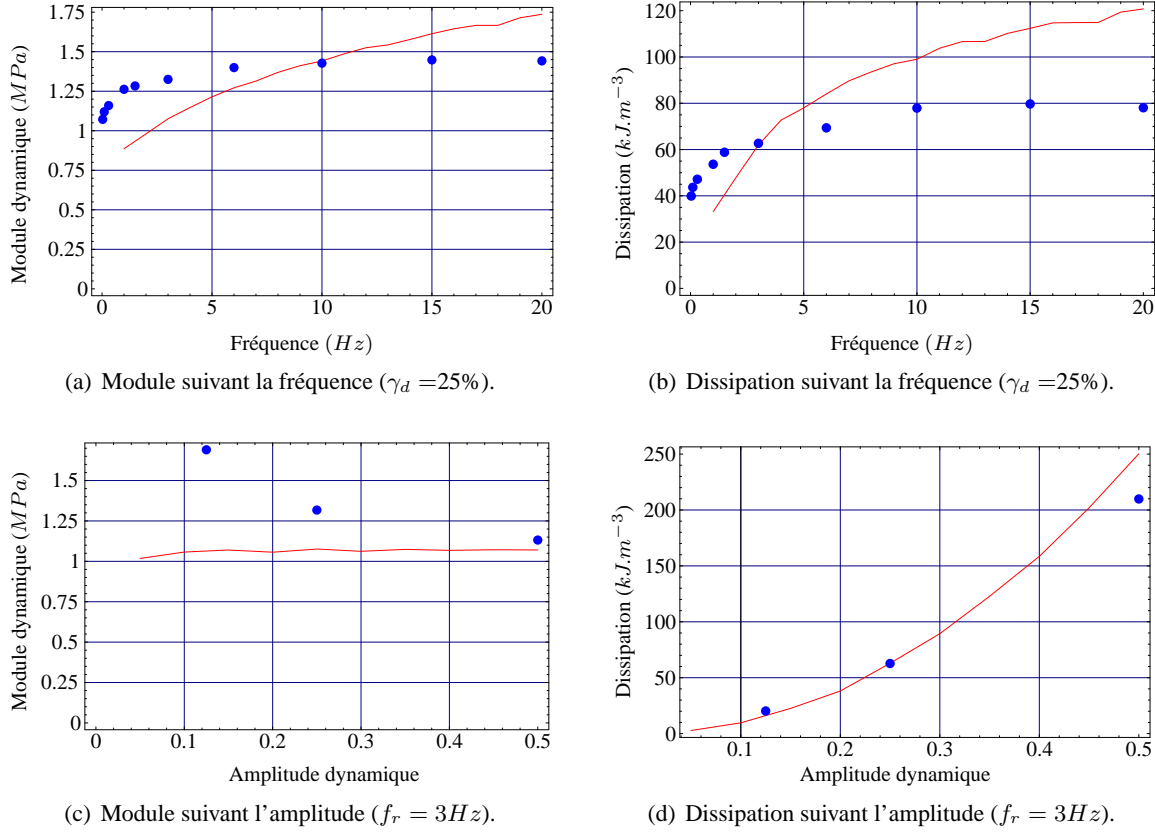 Module dynamique (MPa)
1.75
1.5
1.25
1
0.75
0.5
0.25
0
0 5 10 15 20
Fréquence (Hz)
(a) Module suivant la fréquence (γd =25%).
Dissipation (kJ.m−3)
120
100
80
60
40
20
0
0 5 10 15 20
Fréquence (Hz)
(b) Dissipation suivant la fréquence (γd =25%).
Module dynamique (MPa)
1.5
1.25
1
0.75
0.5
0.25
0
0 0.1 0.2 0.3 0.4 0.5
Amplitude dynamique
(c) Module suivant l'amplitude (fr = 3Hz).
Dissipation (kJ.m−3)
250
200
150
100
50
0
0.1 0.2 0.3 0.4 0.5
Amplitude dynamique
(d) Dissipation suivant l'amplitude (fr = 3Hz).